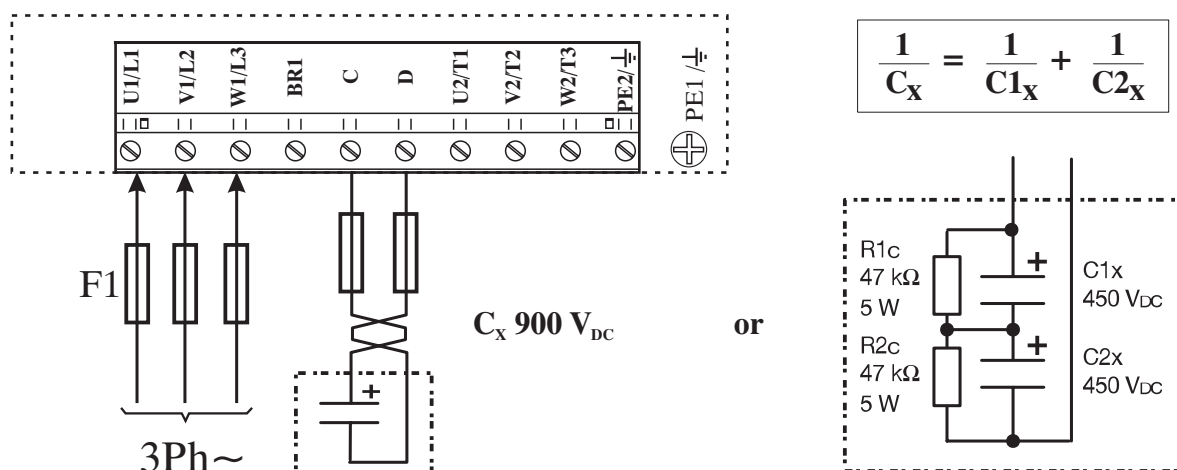 U1/L1
V1/L2
W1/L3
BR1
C
D
U2/T1
V2/T2
W2/T3
PE2/
PE1 /
F1
3Ph~
+
Cx 900 VDC
or
1/Cx = 1/C1x + 1/C2x
R1c
47 kΩ
5 W
+
C1x
450 VDC
R2c
47 kΩ
5 W
+
C2x
450 VDC